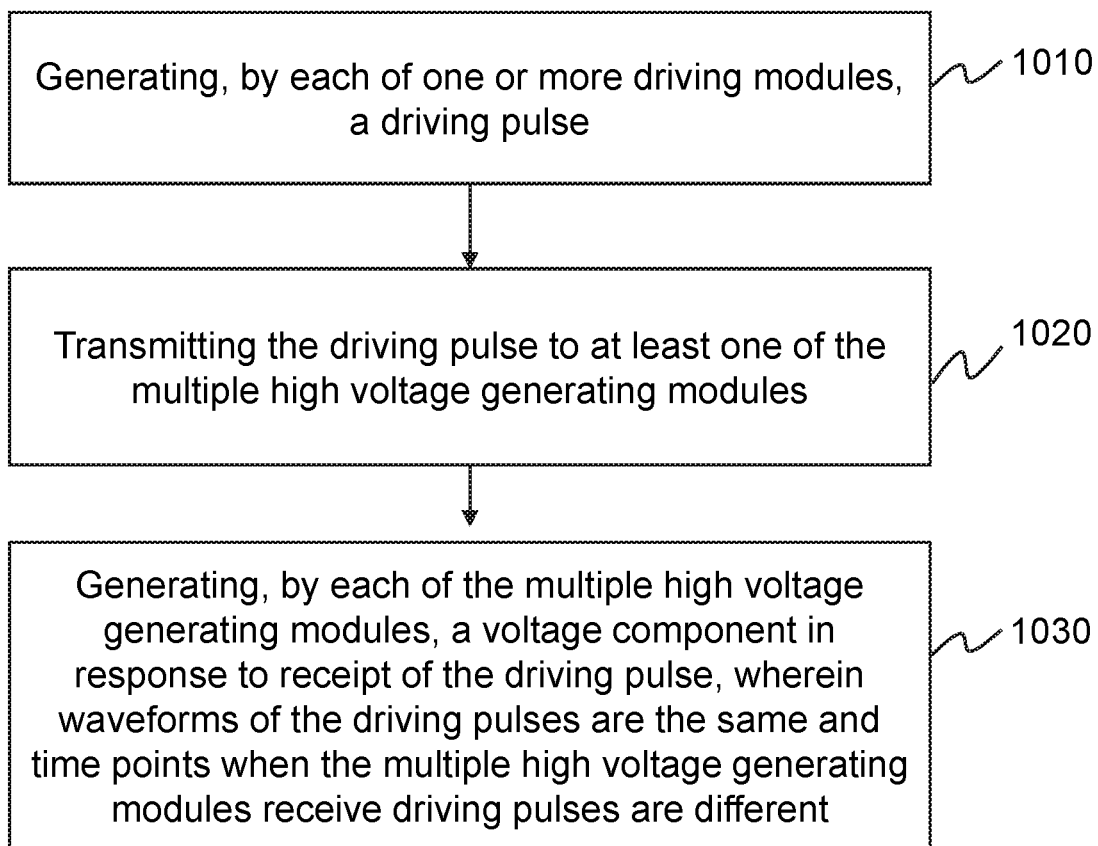 Generating, by each of one or more driving modules,
a driving pulse
1010
Transmitting the driving pulse to at least one of the
multiple high voltage generating modules
1020
Generating, by each of the multiple high voltage
generating modules, a voltage component in
response to receipt of the driving pulse, wherein
waveforms of the driving pulses are the same and
time points when the multiple high voltage generating
modules receive driving pulses are different
1030